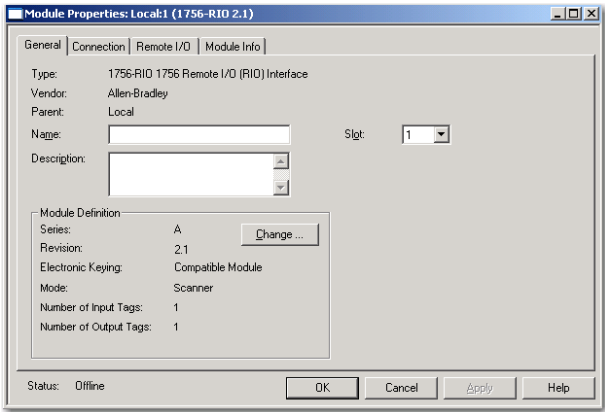 Module Properties: Local:1 (1756-RIO 2.1)
General Connection Remote I/O Module Info
Type: 1756-RIO 1756 Remote I/O (RIO) Interface
Vendor: Allen-Bradley
Parent: Local
Name: Slot: 1
Description:
Module Definition
Series: A Change ...
Revision: 2.1
Electronic Keying: Compatible Module
Mode: Scanner
Number of Input Tags: 1
Number of Output Tags: 1
Status: Offline OK Cancel Apply Help